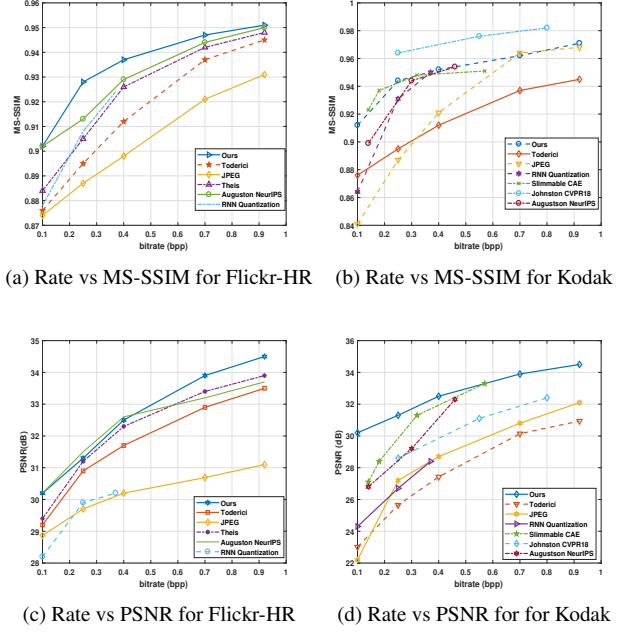 0.96
0.95
0.94
0.93
0.92
0.91
0.9
0.89
0.88
0.87
MS-SSIM
Ours
Toderici
JPEG
Theis
Auguston NeurIPS
RNN Quantization
0.1 0.2 0.3 0.4 0.5 0.6 0.7 0.8 0.9 1
bitrate (bpp)
(a) Rate vs MS-SSIM for Flickr-HR
1
0.98
0.96
0.94
0.92
0.9
0.88
0.86
0.84
MS-SSIM
Ours
Toderici
JPEG
RNN Quantization
Slimmable CAE
Johnston CVPR18
Augustson NeurIPS
0.1 0.2 0.3 0.4 0.5 0.6 0.7 0.8 0.9 1
bitrate (bpp)
(b) Rate vs MS-SSIM for Kodak
35
34
33
32
31
30
29
28
PSNR(dB)
Ours
Toderici
JPEG
Theis
Auguston NeurIPS
RNN Quantization
0.1 0.2 0.3 0.4 0.5 0.6 0.7 0.8 0.9 1
bitrate (bpp)
(c) Rate vs PSNR for Flickr-HR
36
34
32
30
28
26
24
22
PSNR (dB)
Ours
Toderici
JPEG
RNN Quantization
Slimmable CAE
Johnston CVPR18
Augustson NeurIPS
0.1 0.2 0.3 0.4 0.5 0.6 0.7 0.8 0.9 1
bitrate (bpp)
(d) Rate vs PSNR for for Kodak